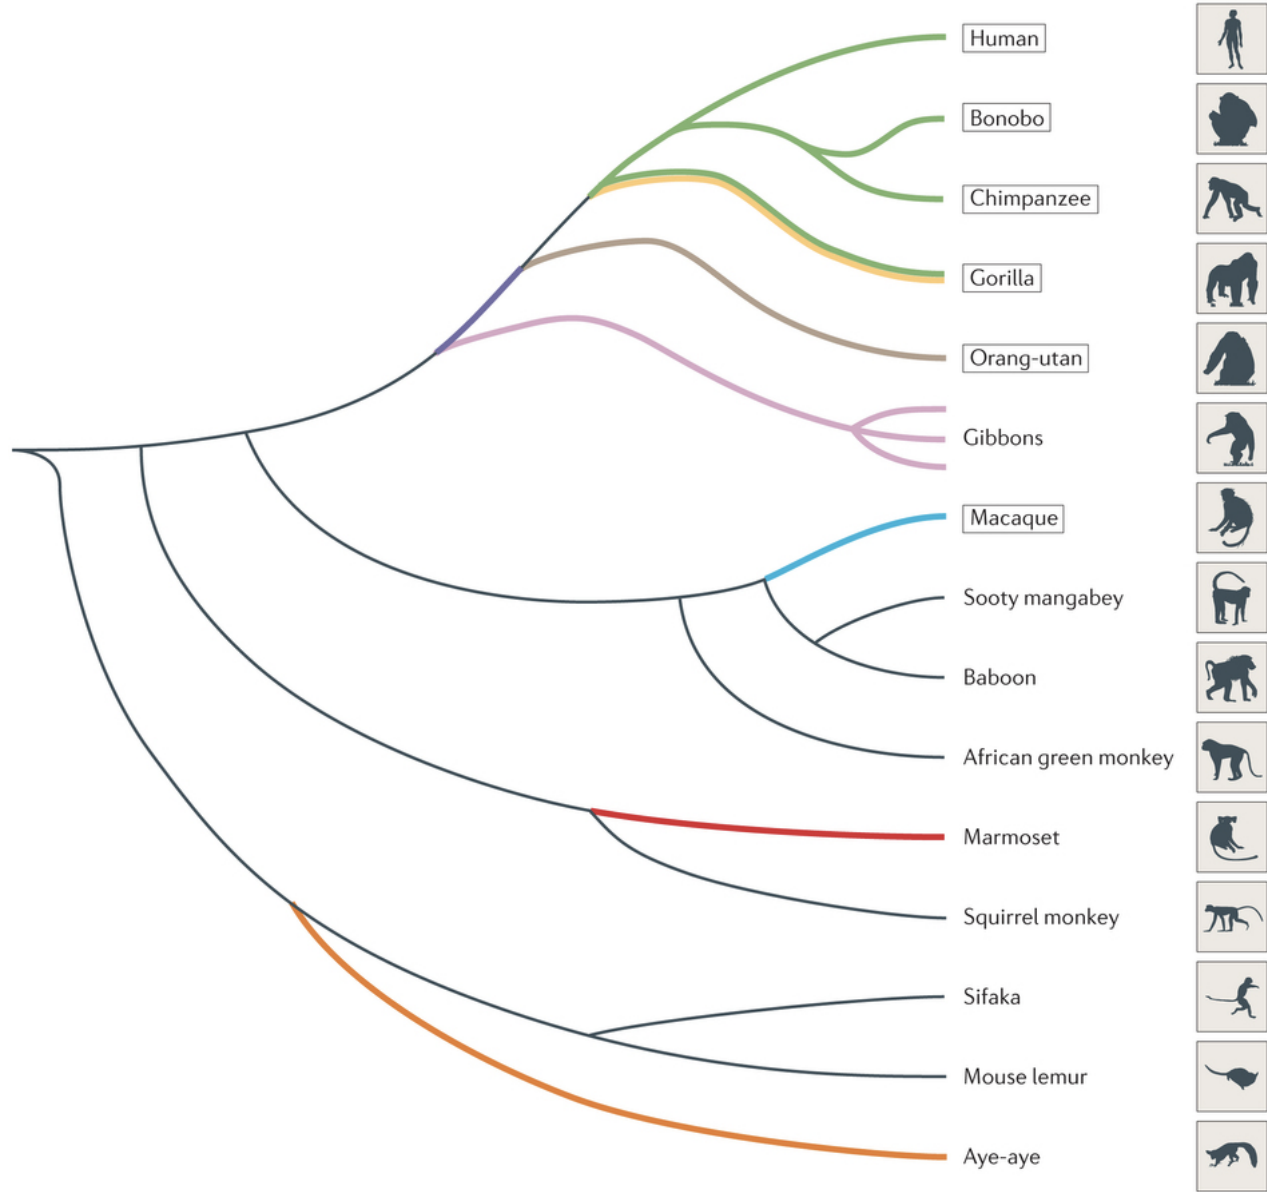 Human
Bonobo
Chimpanzee
Gorilla
Orang-utan
Gibbons
Macaque
Sooty mangabey
Baboon
African green monkey
Marmoset
Squirrel monkey
Sifaka
Mouse lemur
Aye-aye